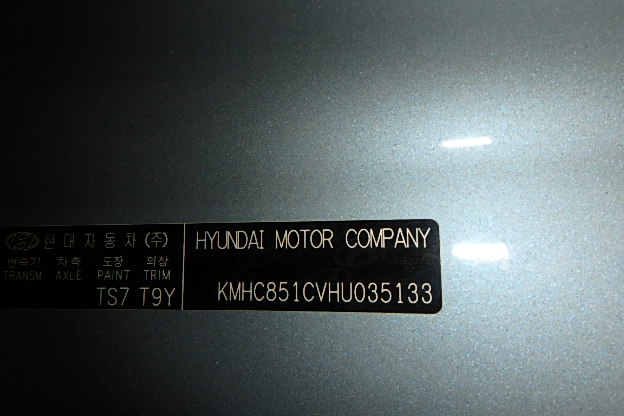 현대자동차(주)
변속기 차축 도장 의장
TRANSM AXLE PAINT TRIM
TS7 T9Y
HYUNDAI MOTOR COMPANY
KMHC851CVHU035133